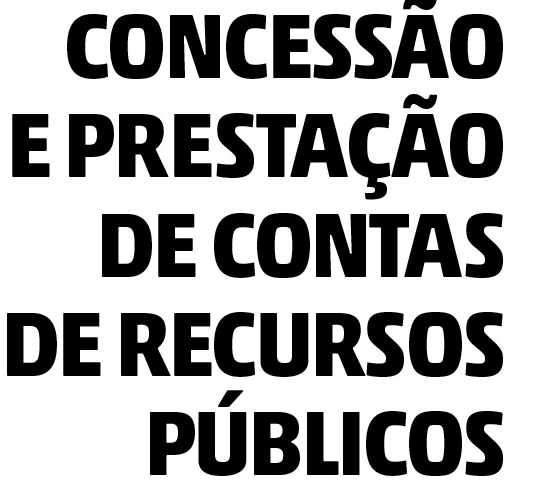 CONCESSÃO
E PRESTAÇÃO
DE CONTAS
DE RECURSOS
PÚBLICOS